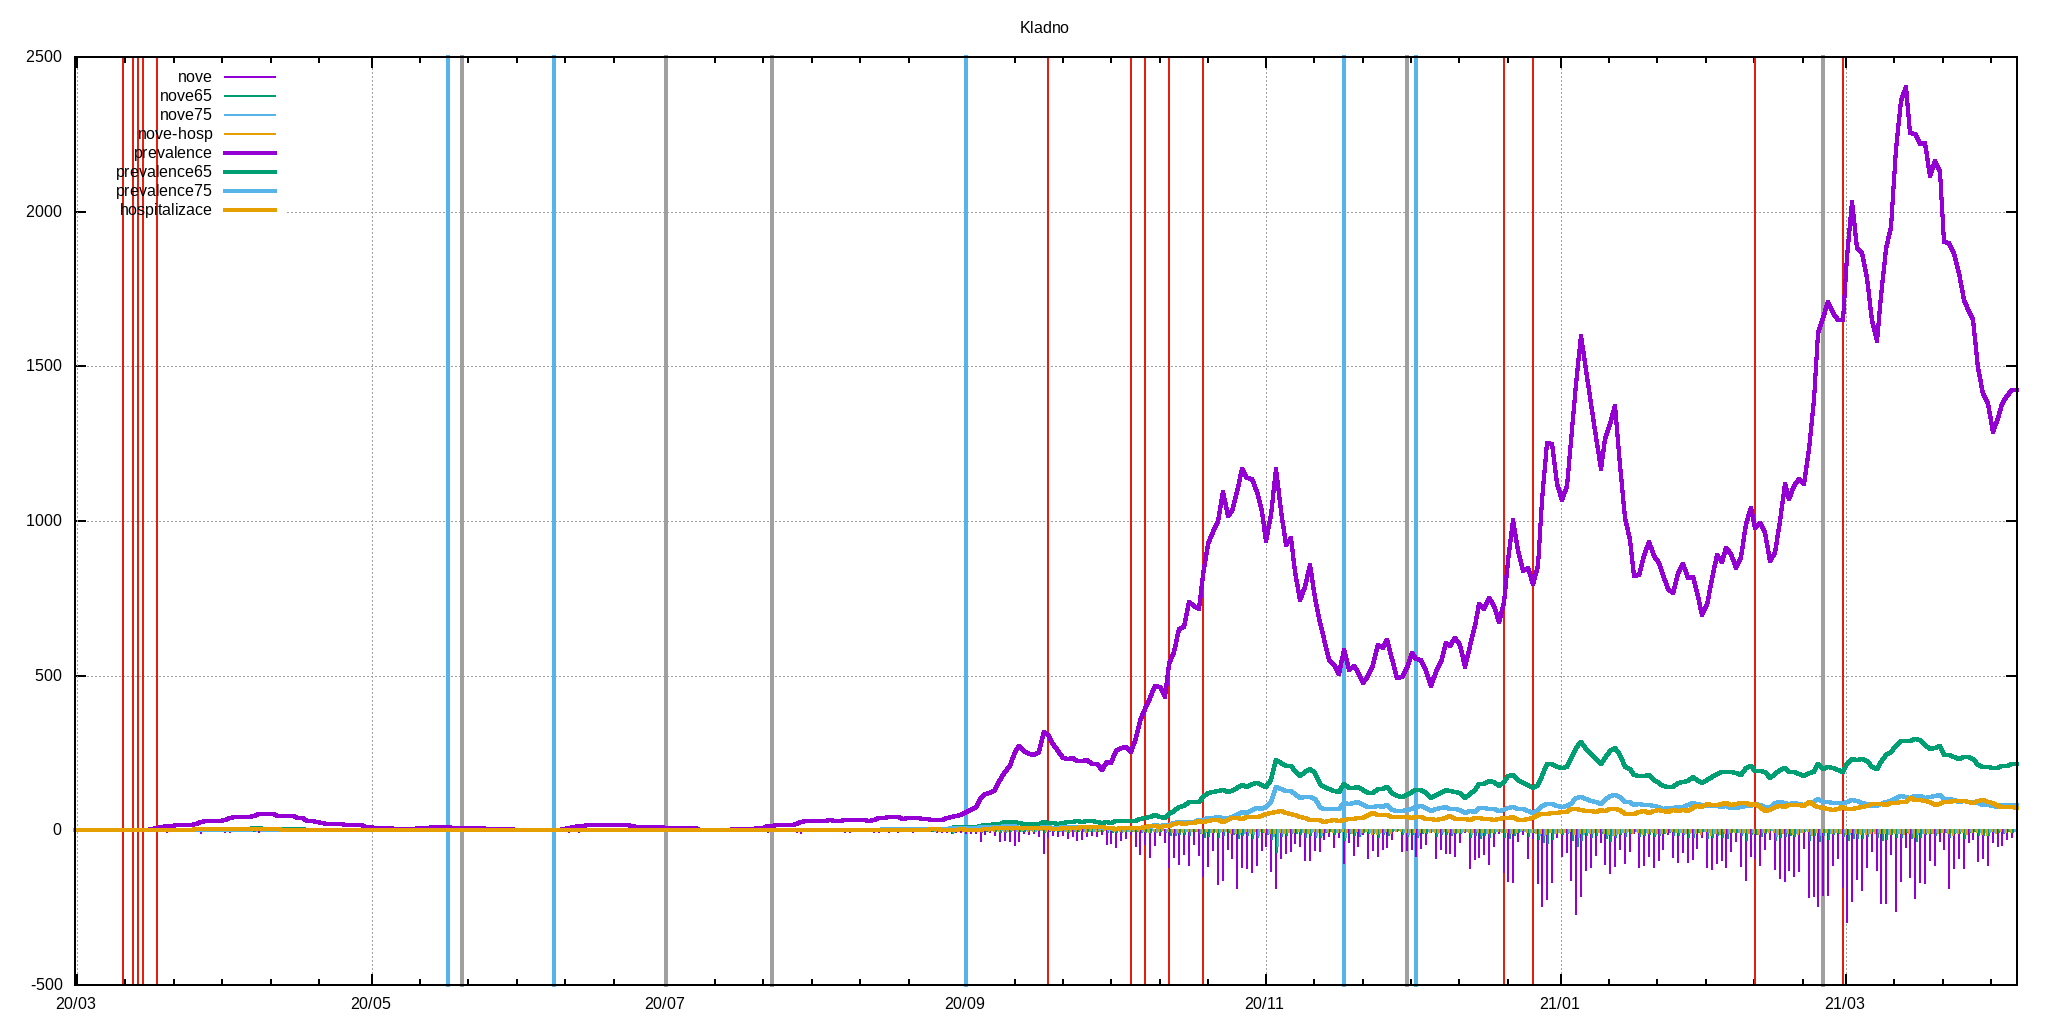 Kladno
2500
nove
nove65
nove75
nove-hosp
prevalence
prevalence65
prevalence75
hospitalizace
2000
1500
1000
500
0
-500
20/03 20/05 20/07 20/09 20/11 21/01 21/03